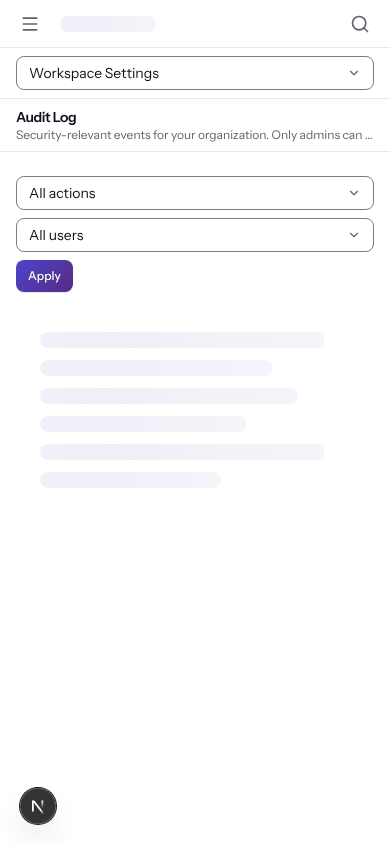 Workspace Settings
Audit Log
Security-relevant events for your organization. Only admins can ...
All actions
All users
Apply
N